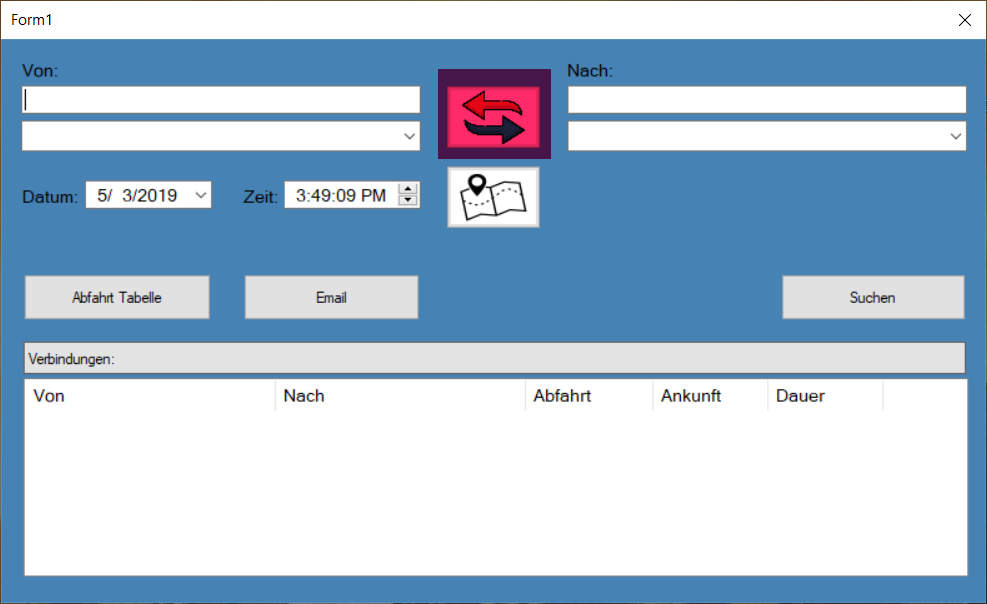 Form1
Von:
Nach:
Datum: 5/ 3/2019 Zeit: 3:49:09 PM
Abfahrt Tabelle Email Suchen
Verbindungen:
Von Nach Abfahrt Ankunft Dauer